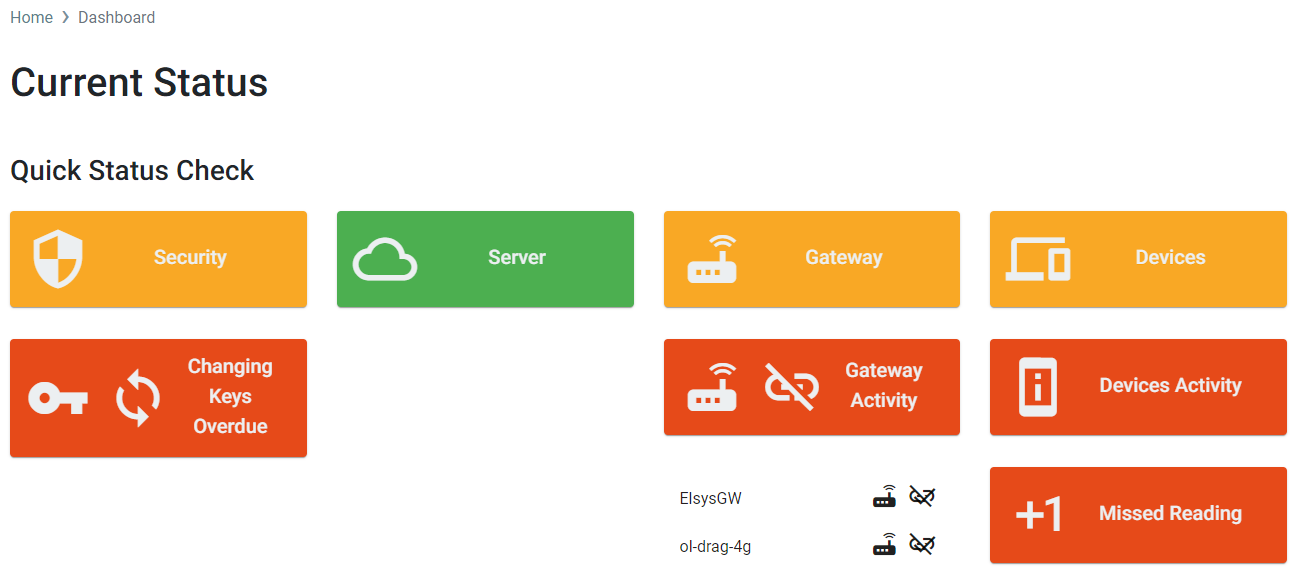 Home > Dashboard
Current Status
Quick Status Check
Security
Server
Gateway
Devices
Changing
Keys
Overdue
Gateway
Activity
Devices Activity
ElsysGW
ol-drag-4g
+1 Missed Reading